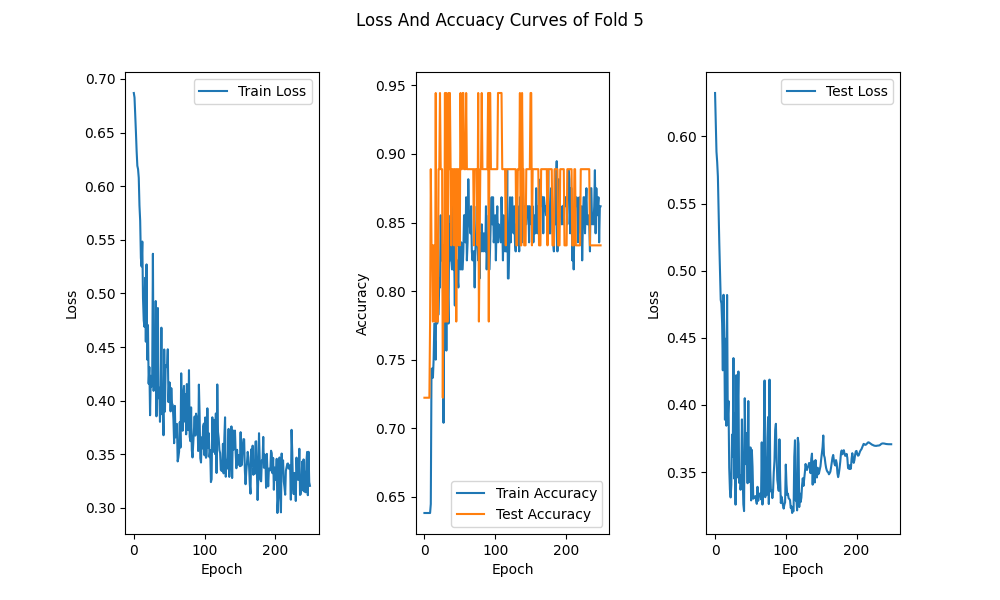 Loss And Accuacy Curves of Fold 5
Train Loss
0.70
0.65
0.60
0.55
0.50
0.45
0.40
0.35
0.30
Loss
0
100
200
Epoch
0.95
0.90
0.85
0.80
0.75
0.70
0.65
Accuracy
Train Accuracy
Test Accuracy
0
100
200
Epoch
Test Loss
0.60
0.55
0.50
0.45
0.40
0.35
Loss
0
100
200
Epoch